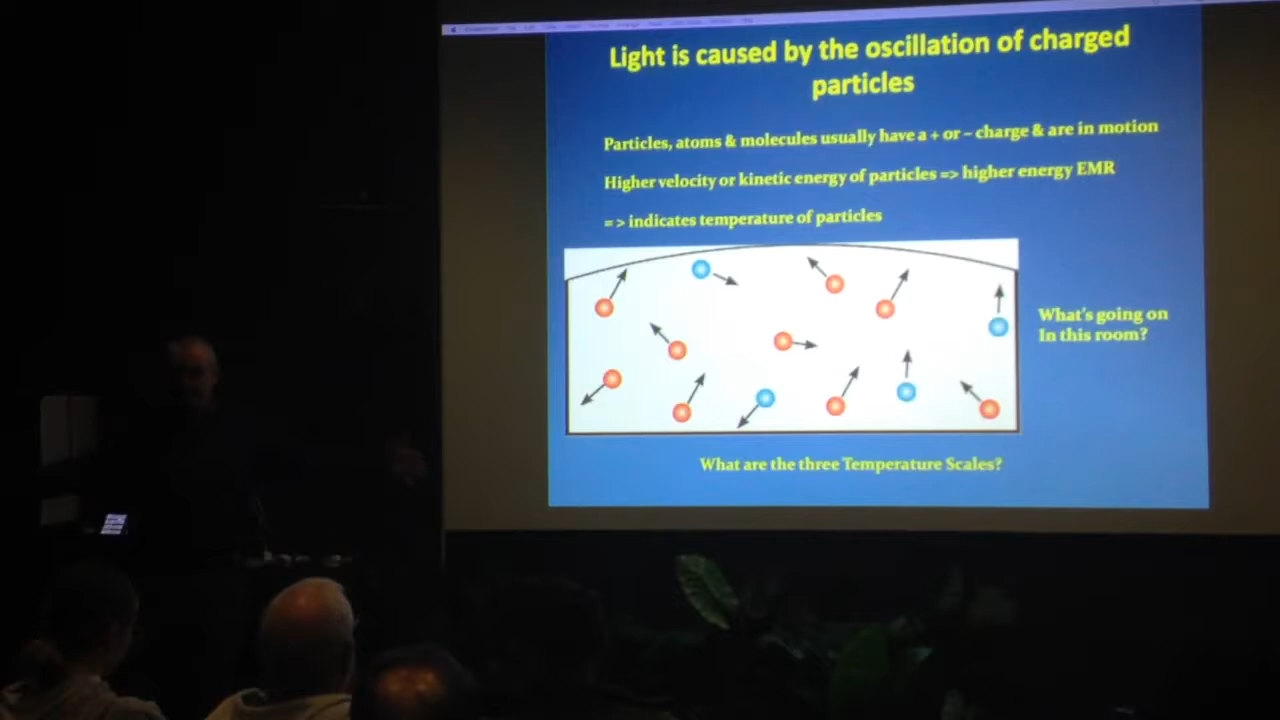 Light is caused by the oscillation of charged
particles
Particles, atoms & molecules usually have a + or – charge & are in motion
Higher velocity or kinetic energy of particles => higher energy EMR
= > indicates temperature of particles
What's going on
In this room?
What are the three Temperature Scales?